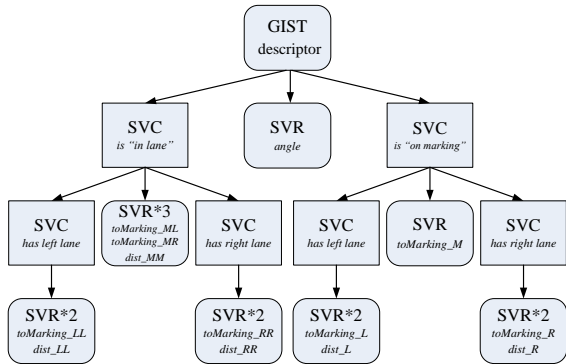 GIST
descriptor
SVC
is "in lane"
SVR
angle
SVC
is "on marking"
SVC
has left lane
SVR*3
toMarking_ML
toMarking_MR
dist_MM
SVC
has right lane
SVC
has left lane
SVR
toMarking_M
SVC
has right lane
SVR*2
toMarking_LL
dist_LL
SVR*2
toMarking_RR
dist_RR
SVR*2
toMarking_L
dist_L
SVR*2
toMarking_R
dist_R